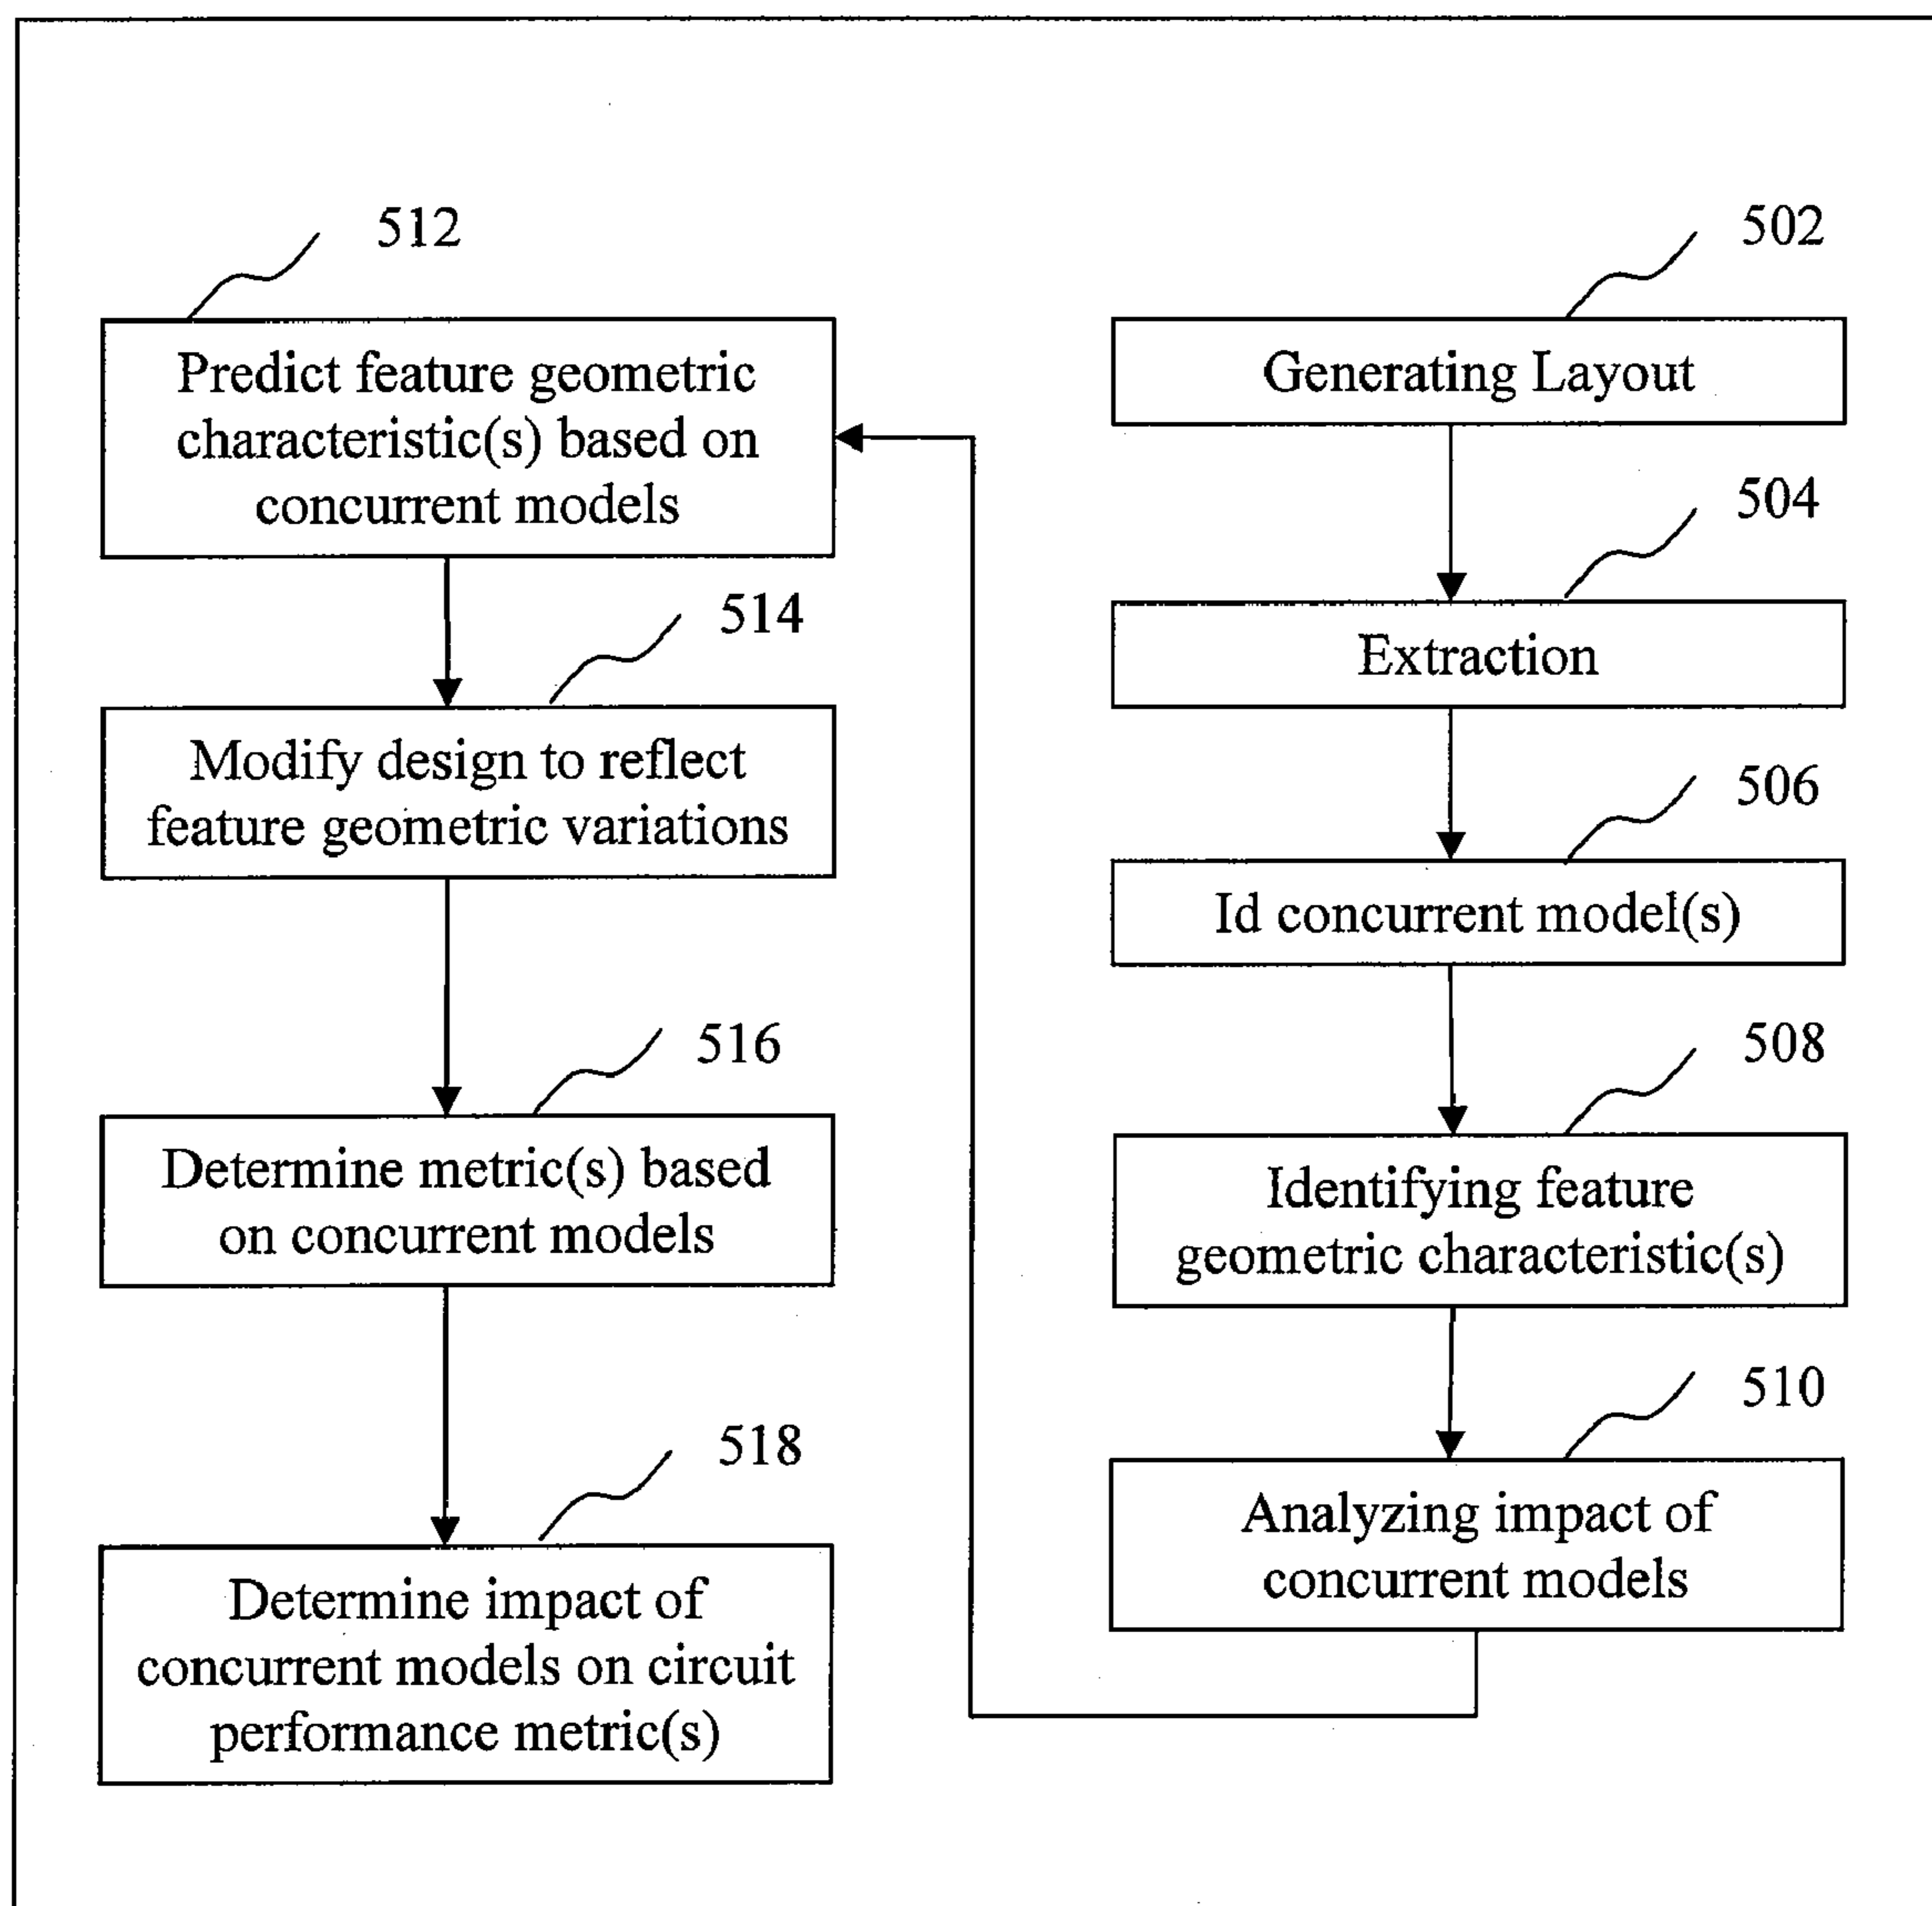 512
Predict feature geometric
characteristic(s) based on
concurrent models
514
Modify design to reflect
feature geometric variations
516
Determine metric(s) based
on concurrent models
518
Determine impact of
concurrent models on circuit
performance metric(s)
502
Generating Layout
504
Extraction
506
Id concurrent model(s)
508
Identifying feature
geometric characteristic(s)
510
Analyzing impact of
concurrent models